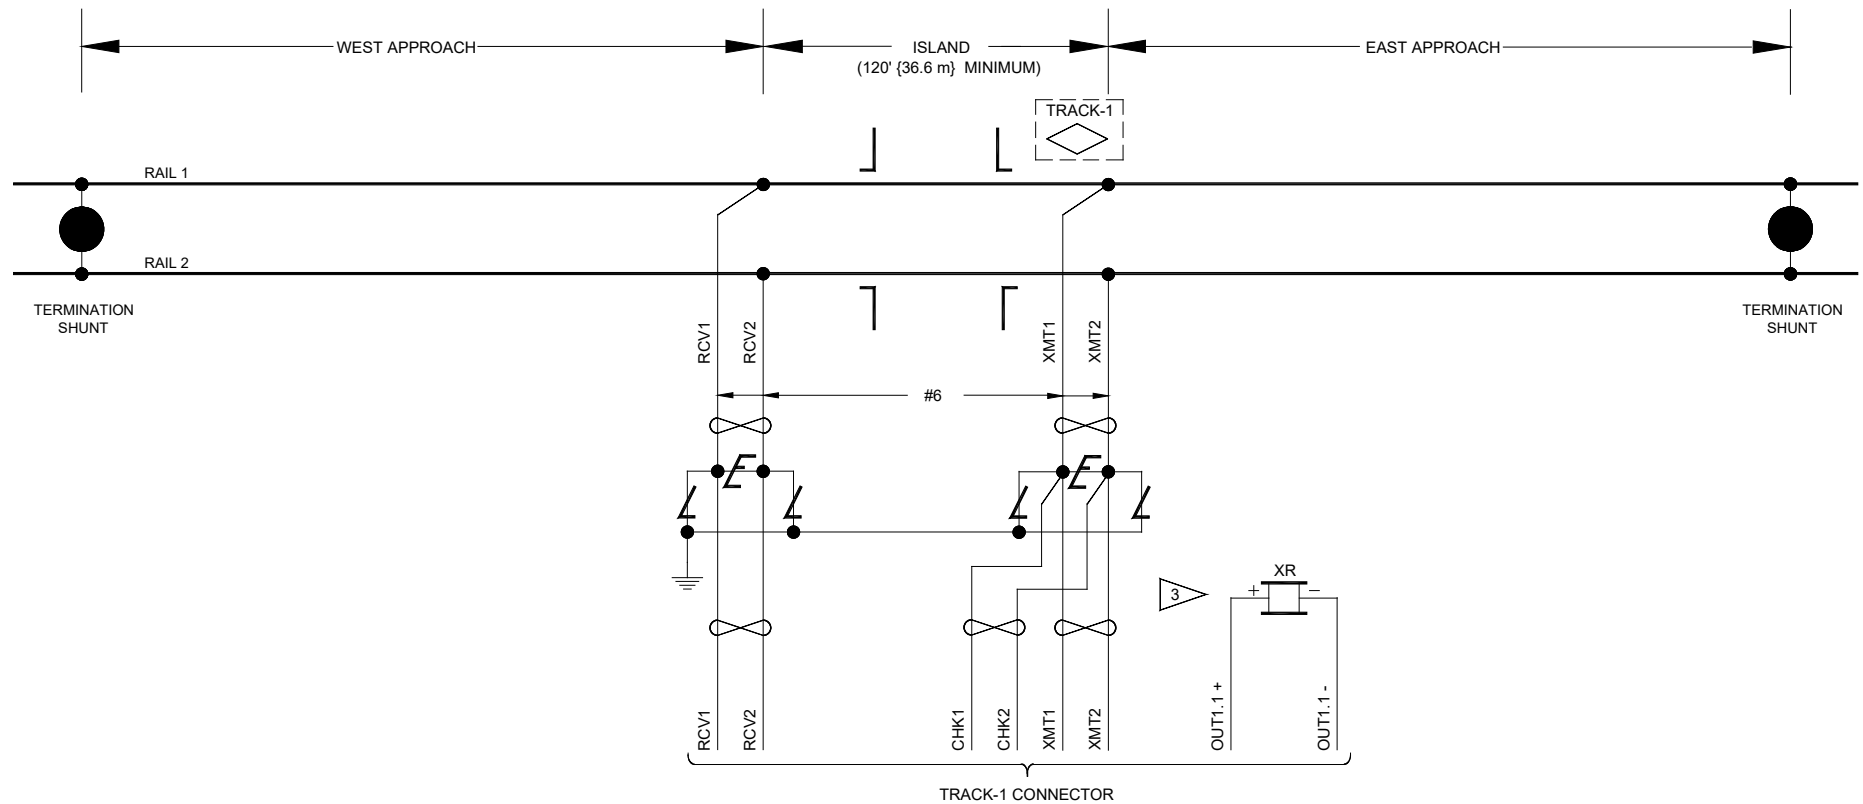 WEST APPROACH
ISLAND
(120' {36.6 m} MINIMUM)
EAST APPROACH
TRACK-1
RAIL 1
RAIL 2
TERMINATION
SHUNT
TERMINATION
SHUNT
RCV1
RCV2
XMT1
XMT2
#6
3
XR
+
−
RCV1
RCV2
CHK1
CHK2
XMT1
XMT2
OUT1.1 +
OUT1.1 -
TRACK-1 CONNECTOR